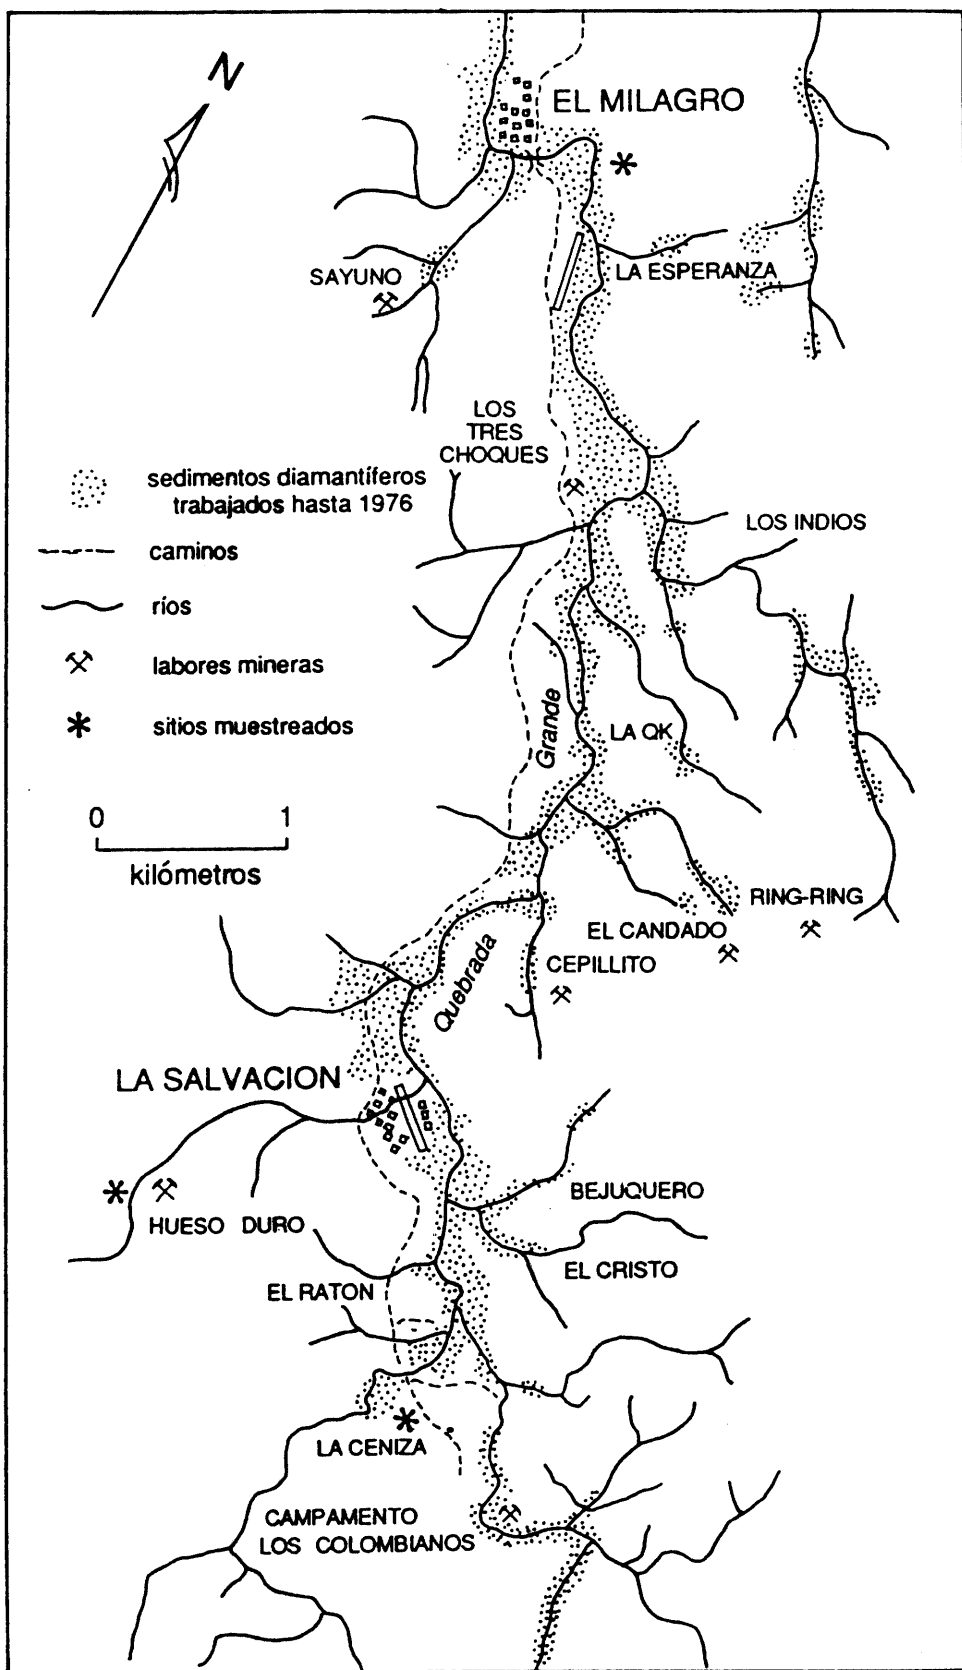 N
EL MILAGRO
SAYUNO
LA ESPERANZA
LOS
TRES
CHOQUES
sedimentos diamantíferos
trabajados hasta 1976
caminos
ríos
labores mineras
sitios muestreados
0 1
kilómetros
LOS INDIOS
Grande
LA QK
RING-RING
EL CANDADO
CEPILLITO
Quebrada
LA SALVACION
BEJUQUERO
HUESO DURO
EL CRISTO
EL RATON
LA CENIZA
CAMPAMENTO
LOS COLOMBIANOS